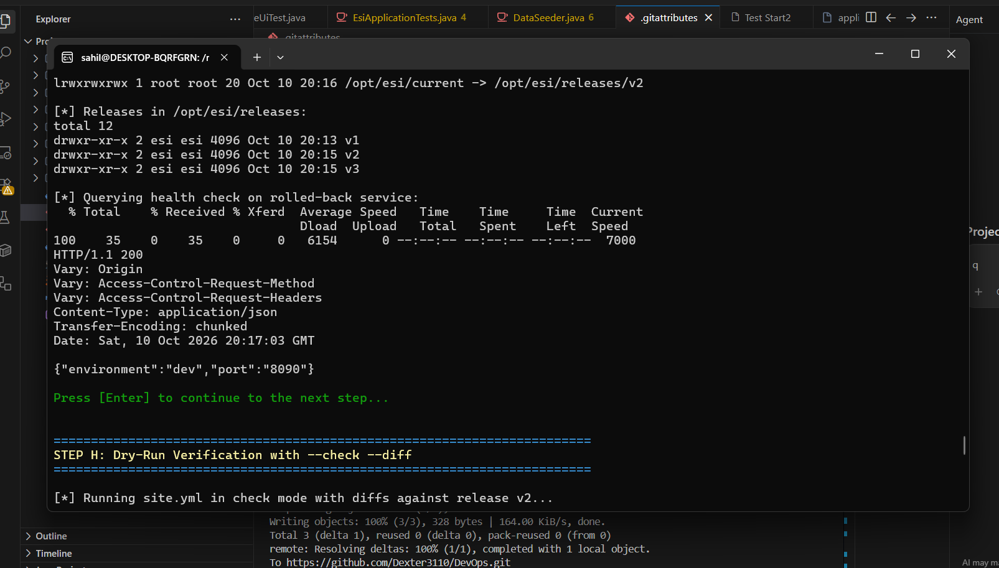 Explorer
eUiTest.java
EsiApplicationTests.java 4
DataSeeder.java 6
.gitattributes
Test Start2
appli
Agent
.gitattributes
sahil@DESKTOP-BQRFGRN: /r
lrwxrwxrwx 1 root root 20 Oct 10 20:16 /opt/esi/current -> /opt/esi/releases/v2
[*] Releases in /opt/esi/releases:
total 12
drwxr-xr-x 2 esi esi 4096 Oct 10 20:13 v1
drwxr-xr-x 2 esi esi 4096 Oct 10 20:15 v2
drwxr-xr-x 2 esi esi 4096 Oct 10 20:15 v3
[*] Querying health check on rolled-back service:
  % Total    % Received % Xferd  Average Speed   Time    Time     Time  Current
                                 Dload  Upload   Total   Spent    Left  Speed
100    35    0    35    0     0   6154      0 --:--:-- --:--:-- --:--:--  7000
HTTP/1.1 200
Vary: Origin
Vary: Access-Control-Request-Method
Vary: Access-Control-Request-Headers
Content-Type: application/json
Transfer-Encoding: chunked
Date: Sat, 10 Oct 2026 20:17:03 GMT
{"environment":"dev","port":"8090"}
Press [Enter] to continue to the next step...
========================================================================
STEP H: Dry-Run Verification with --check --diff
========================================================================
[*] Running site.yml in check mode with diffs against release v2...
Projec
q
Writing objects: 100% (3/3), 328 bytes | 164.00 KiB/s, done.
Total 3 (delta 1), reused 0 (delta 0), pack-reused 0 (from 0)
remote: Resolving deltas: 100% (1/1), completed with 1 local object.
To https://github.com/Dexter3110/DevOps.git
Outline
Timeline
AI may ma